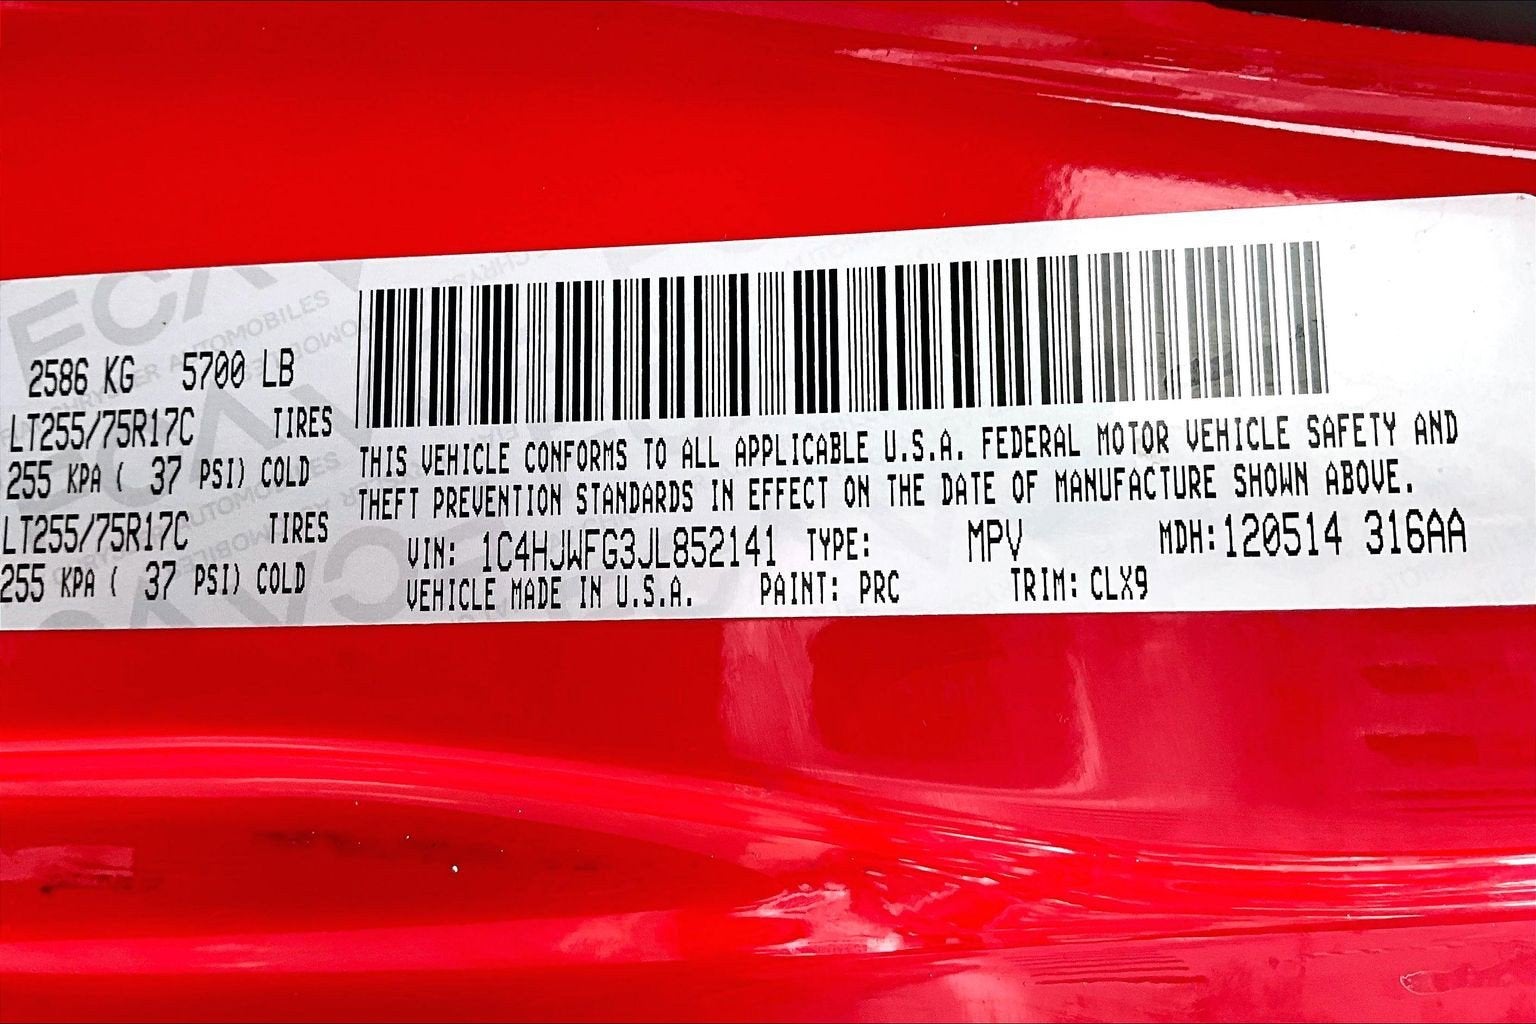 2586 KG 5700 LB
LT255/75R17C TIRES
255 KPA ( 37 PSI) COLD
LT255/75R17C TIRES
255 KPA ( 37 PSI) COLD
THIS VEHICLE CONFORMS TO ALL APPLICABLE U.S.A. FEDERAL MOTOR VEHICLE SAFETY AND
THEFT PREVENTION STANDARDS IN EFFECT ON THE DATE OF MANUFACTURE SHOWN ABOVE.
VIN: 1C4HJWFG3JL852141 TYPE: MPV MDH: 120514 316AA
VEHICLE MADE IN U.S.A. PAINT: PRC TRIM: CLX9